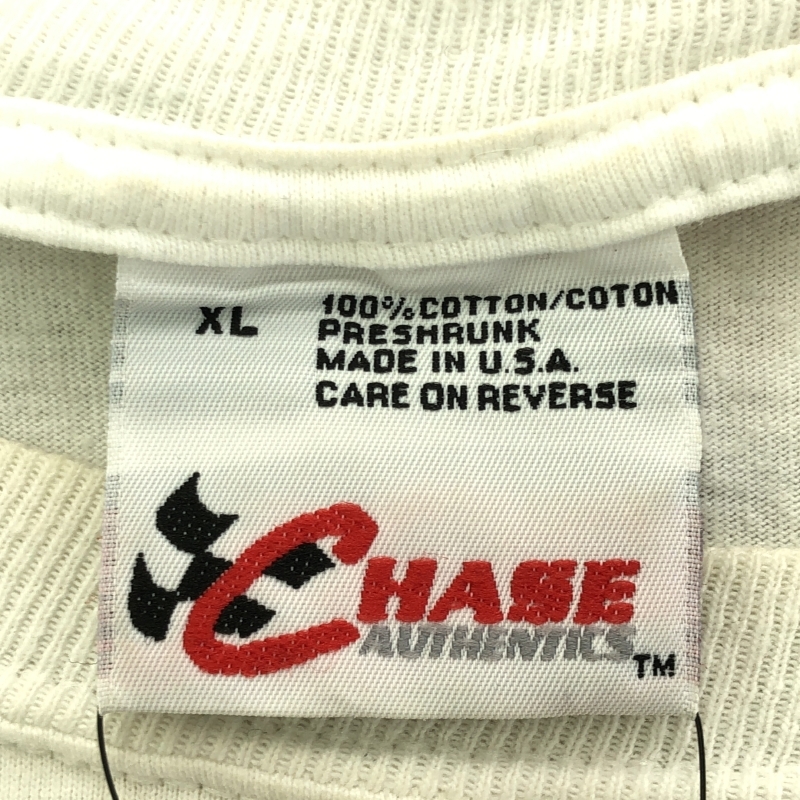 XL
100% COTTON/COTON
PRESHRUNK
MADE IN U.S.A.
CARE ON REVERSE
CHASE
AUTHENTICS
TM